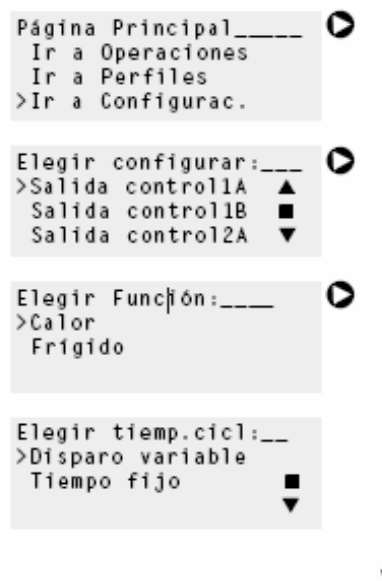 Página Principal_____
Ir a Operaciones
Ir a Perfiles
>Ir a Configurac.
Elegir configurar:___
>Salida control1A
Salida control1B
Salida control2A
Elegir Función:____
>Calor
Frígido
Elegir tiemp.cicl:__
>Disparo variable
Tiempo fijo